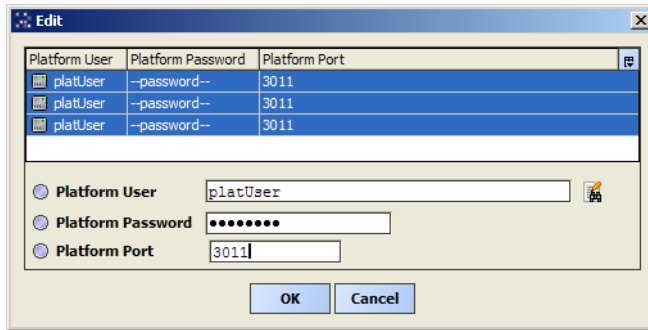 Edit
Platform User Platform Password Platform Port
platUser --password-- 3011
platUser --password-- 3011
platUser --password-- 3011
Platform User platUser
Platform Password ●●●●●●●●
Platform Port 3011
OK Cancel